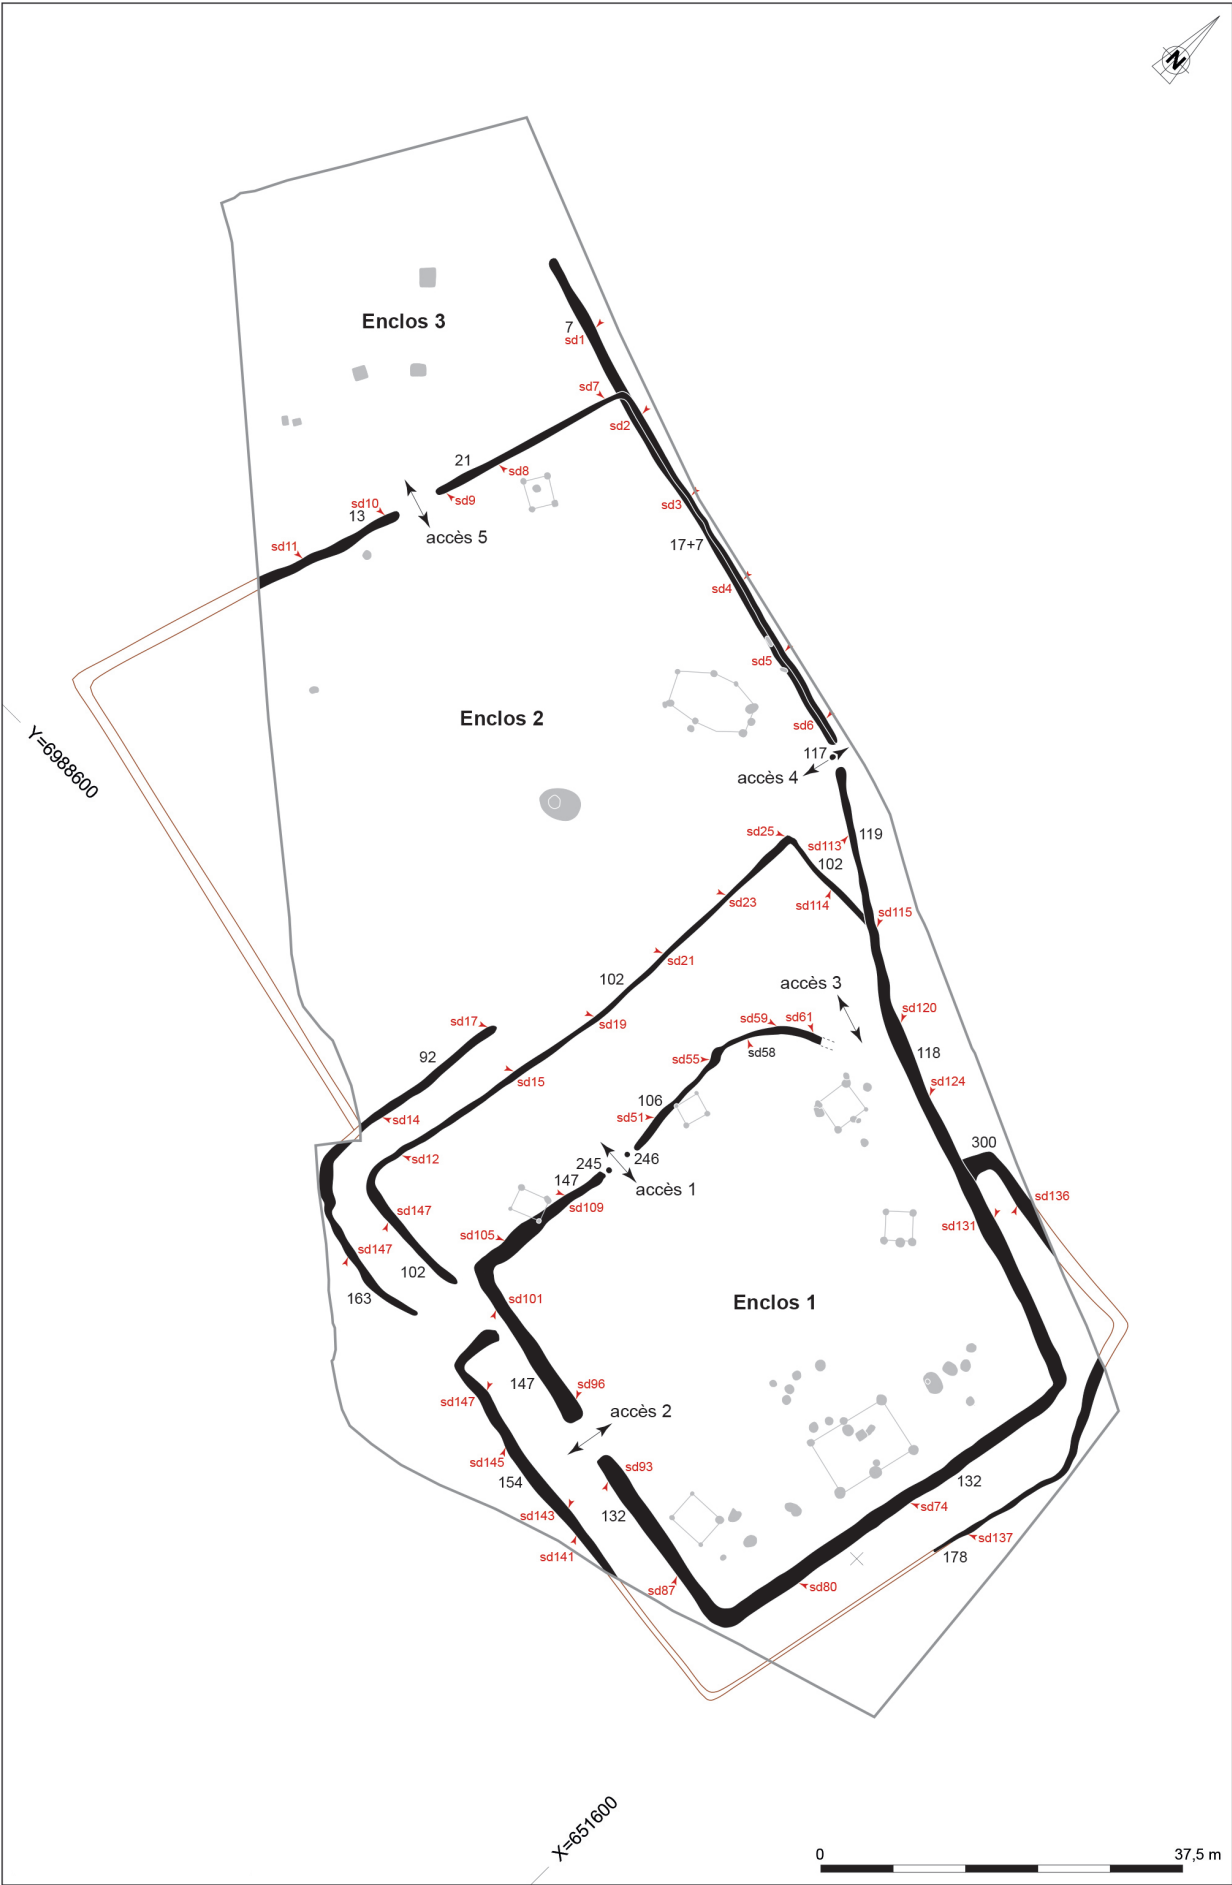 N
Enclos 3
7
sd1
sd7
sd2
21
sd8
sd9
sd3
sd10
13
accès 5
sd11
17+7
sd4
sd5
Enclos 2
sd6
117
accès 4
Y=6988600
sd25
sd113
119
102
sd23
sd114
sd115
sd21
102
accès 3
sd17
sd19
sd59
sd61
sd120
92
sd55
sd58
118
sd15
sd124
106
sd51
sd14
300
sd12
246
245
147
accès 1
sd136
sd109
sd147
sd131
sd105
sd147
102
163
sd101
Enclos 1
147
sd96
sd147
accès 2
sd145
sd93
154
132
sd74
sd143
132
sd137
sd141
178
sd87
sd80
X=651600
0
37,5 m